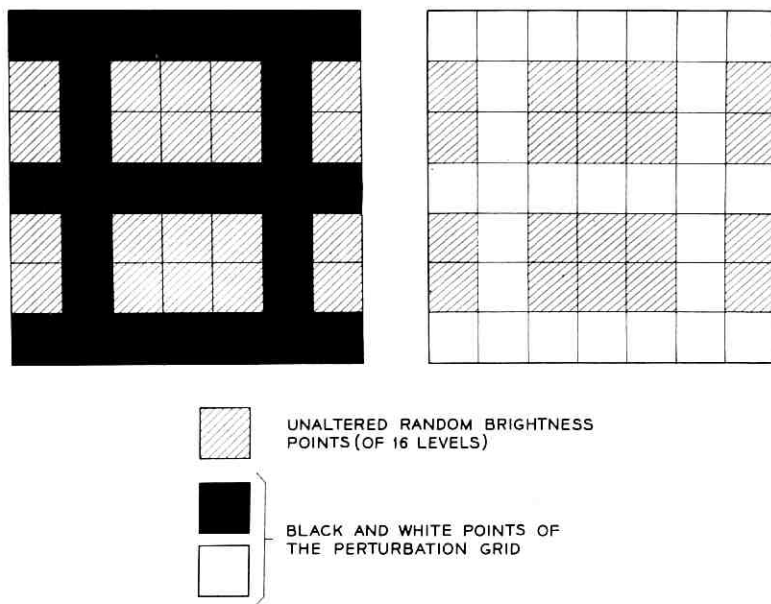 UNALTERED RANDOM BRIGHTNESS
POINTS (OF 16 LEVELS)
BLACK AND WHITE POINTS OF
THE PERTURBATION GRID